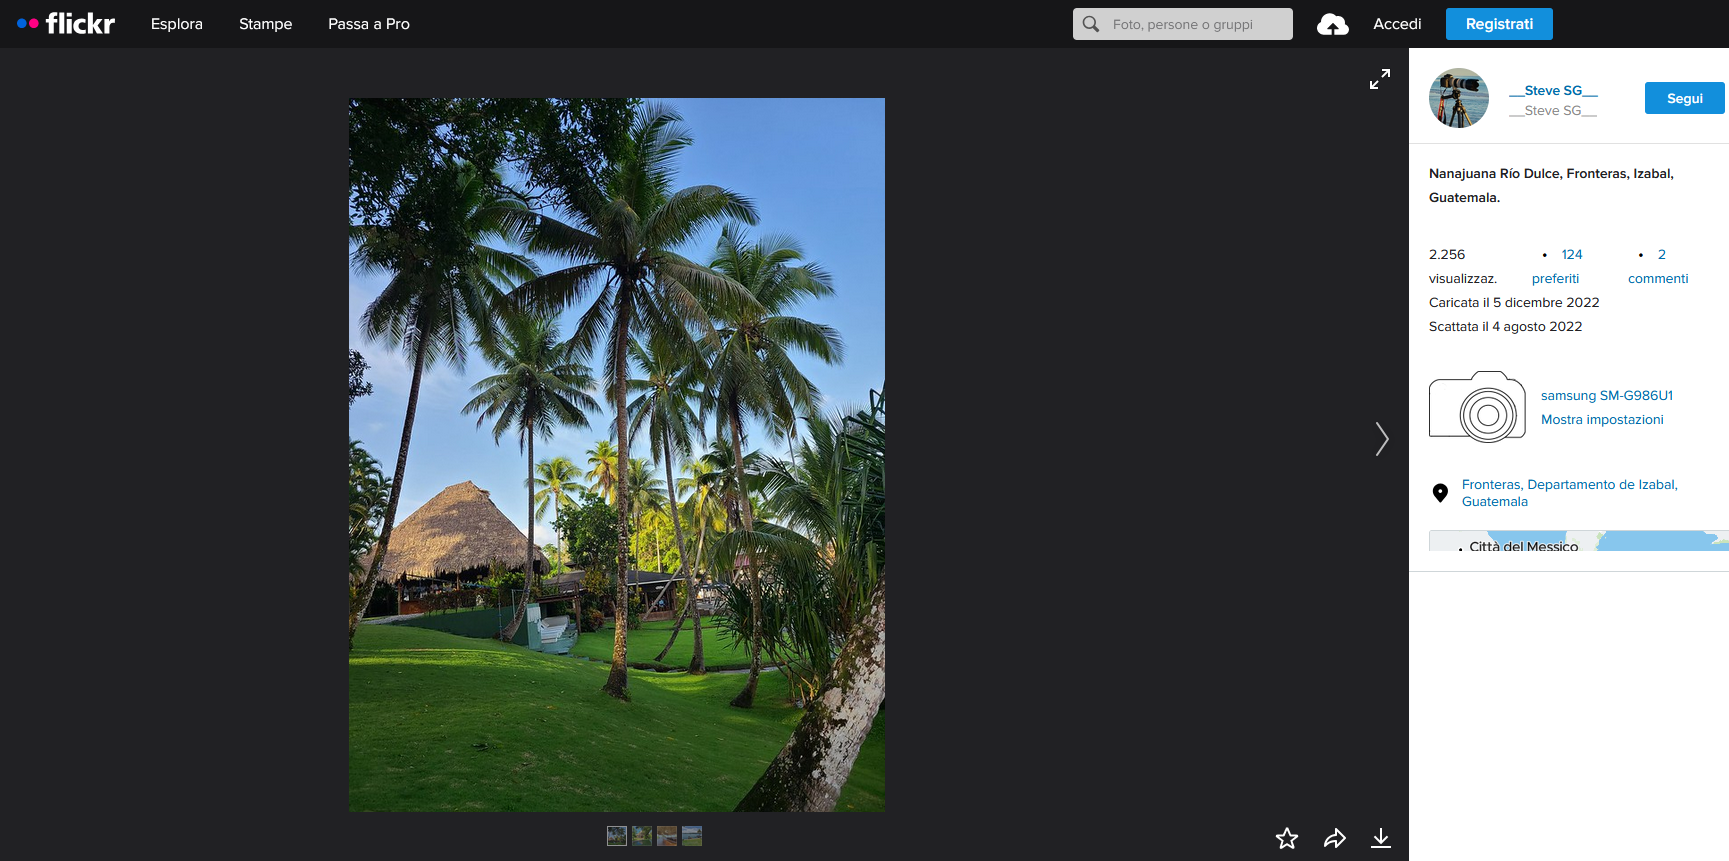 flickr
Esplora
Stampe
Passa a Pro
Foto, persone o gruppi
Accedi
Registrati
__Steve SG__
__Steve SG__
Segui
Nanajuana Río Dulce, Fronteras, Izabal,
Guatemala.
2.256
visualizzaz.
• 124
preferiti
• 2
commenti
Caricata il 5 dicembre 2022
Scattata il 4 agosto 2022
samsung SM-G986U1
Mostra impostazioni
Fronteras, Departamento de Izabal,
Guatemala
Città del Messico